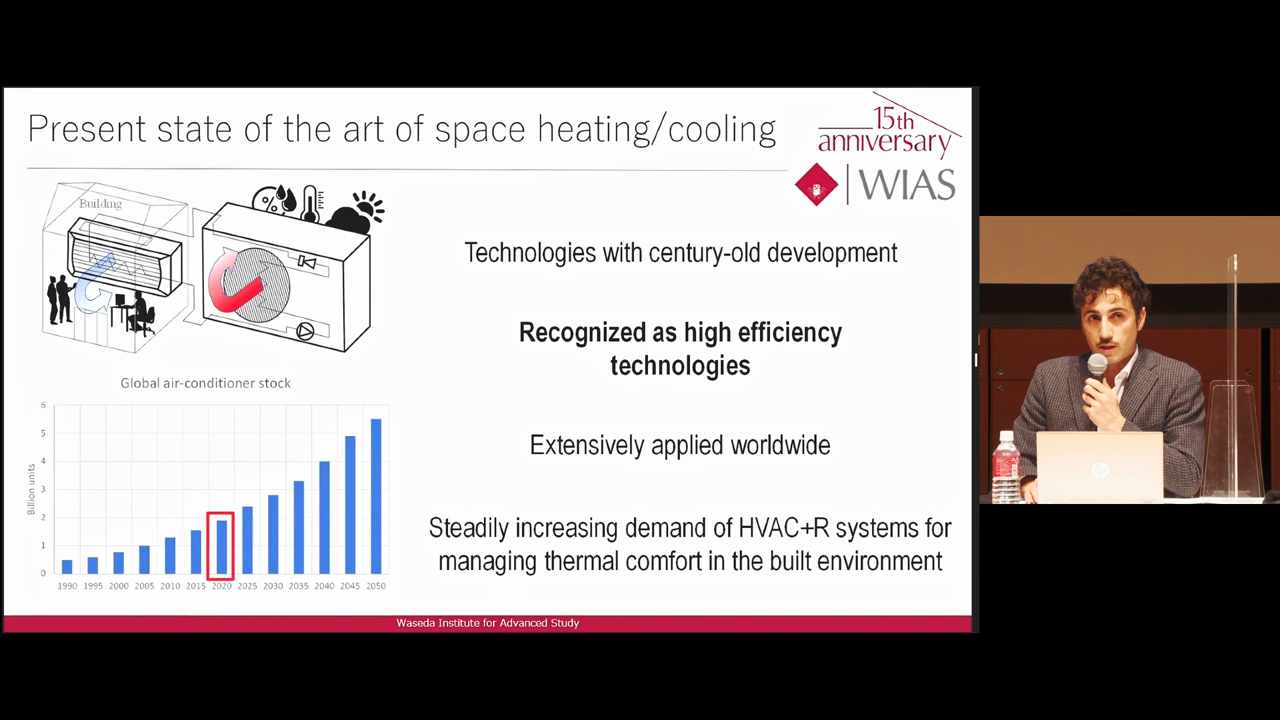 Present state of the art of space heating/cooling
15th
anniversary
WIAS
Building
Technologies with century-old development
Recognized as high efficiency
technologies
Extensively applied worldwide
Steadily increasing demand of HVAC+R systems for
managing thermal comfort in the built environment
Global air-conditioner stock
Billion units
6
5
4
3
2
1
0
1990 1995 2000 2005 2010 2015 2020 2025 2030 2035 2040 2045 2050
Waseda Institute for Advanced Study
hp